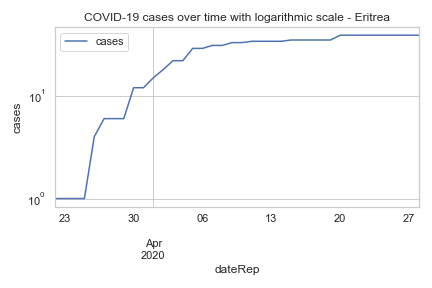 COVID-19 cases over time with logarithmic scale - Eritrea
cases
cases
10¹
10⁰
23 30 06 13 20 27
Apr
2020
dateRep